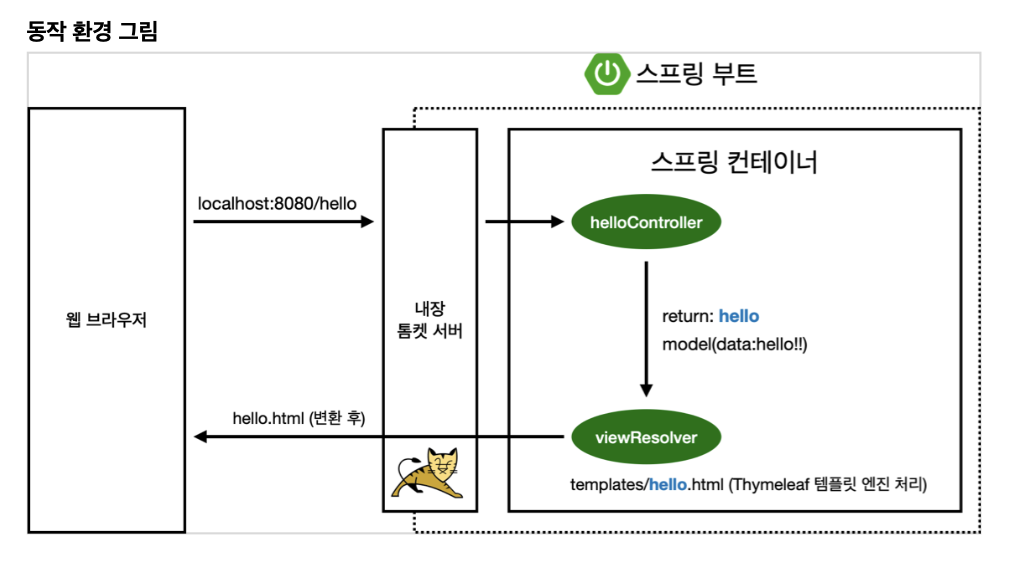 동작 환경 그림
스프링 부트
스프링 컨테이너
localhost:8080/hello
helloController
웹 브라우저
내장
톰켓 서버
return: hello
model(data:hello!!)
hello.html (변환 후)
viewResolver
templates/hello.html (Thymeleaf 템플릿 엔진 처리)